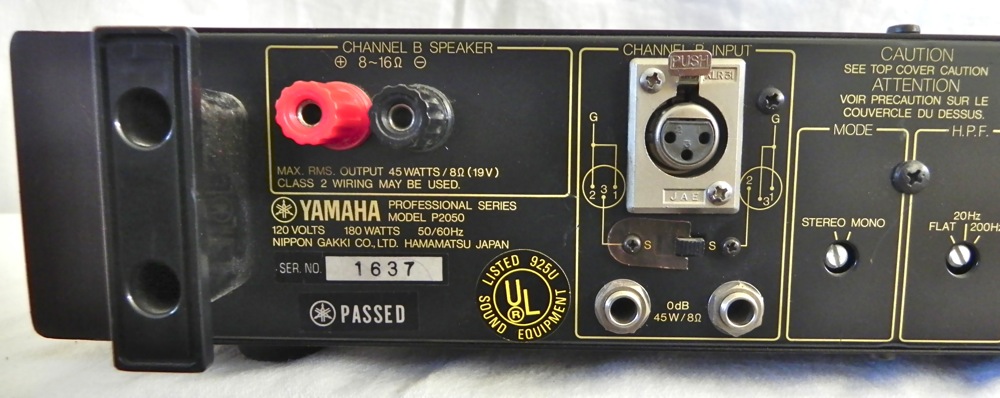 CHANNEL B SPEAKER
⊕ 8~16Ω ⊖
MAX. RMS. OUTPUT 45 WATTS/8Ω (19V)
CLASS 2 WIRING MAY BE USED.
YAMAHA PROFESSIONAL SERIES
MODEL P2050
120 VOLTS 180 WATTS 50/60Hz
NIPPON GAKKI CO., LTD. HAMAMATSU JAPAN
SER. NO. 1637
PASSED
LISTED 925U
UL
®
SOUND EQUIPMENT
CHANNEL B INPUT
PUSH
XLR-31
G
G
2 3 1
2 3 1
JAE
S
S
0dB
45W/8Ω
CAUTION
SEE TOP COVER CAUTION
ATTENTION
VOIR PRECAUTION SUR LE
COUVERCLE DU DESSUS.
MODE
STEREO MONO
H.P.F.
20Hz
FLAT 200Hz